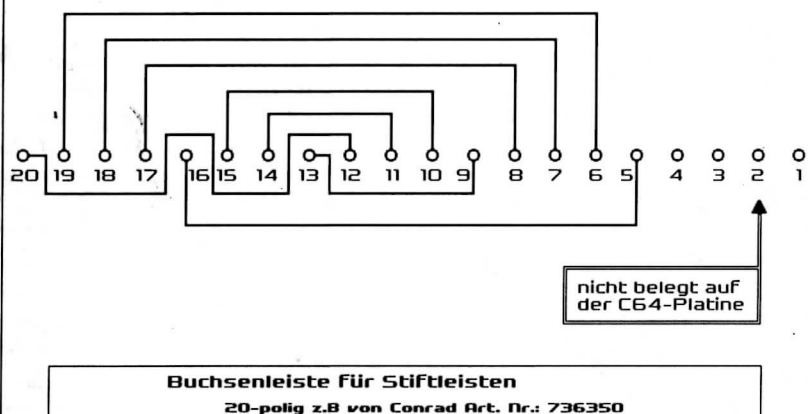 20 19 18 17 16 15 14 13 12 11 10 9 8 7 6 5 4 3 2 1
nicht belegt auf
der C64-Platine
Buchsenleiste für Stiftleisten
20-polig z.B von Conrad Art. Nr.: 736350